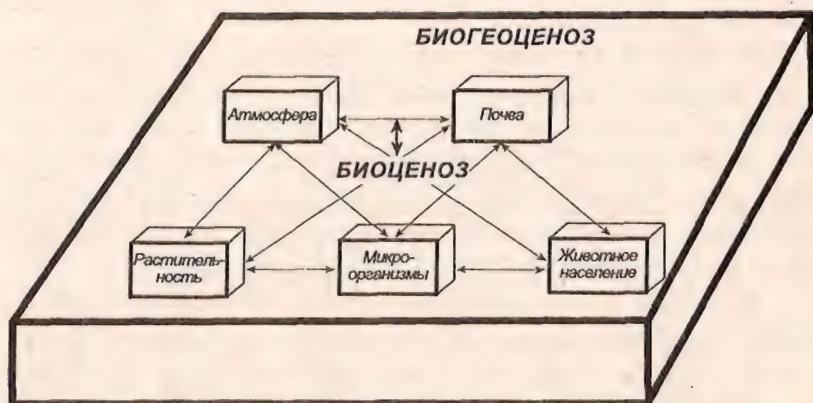 БИОГЕОЦЕНОЗ
Атмосфера
Почва
БИОЦЕНОЗ
Раститель-
ность
Микро-
организмы
Животное
население